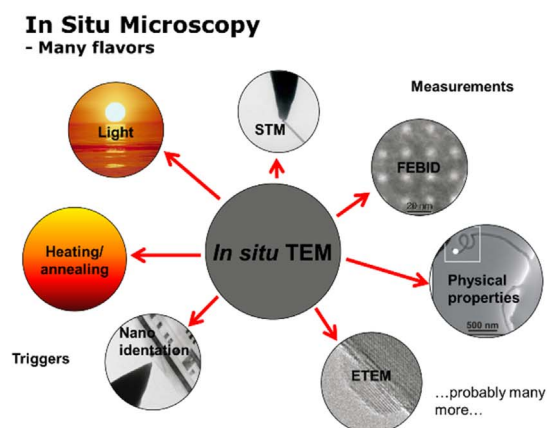 In Situ Microscopy
- Many flavors
Measurements
Light
STM
FEBID
20 nm
In situ TEM
Heating/
annealing
Physical
properties
500 nm
Nano
identation
Triggers
ETEM
...probably many
more...